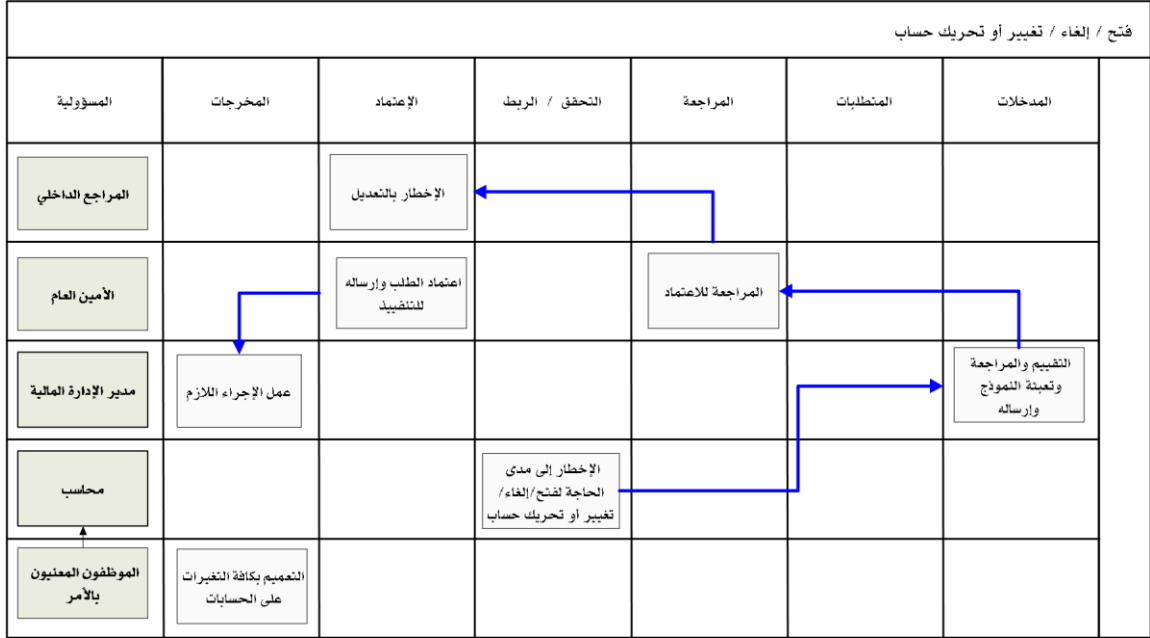 فتح / إلغاء / تغيير أو تحريك حساب
المدخلات
المتطلبات
المراجعة
التحقق / الربط
الإعتماد
المخرجات
المسؤولية
الإخطار بالتعديل
المراجع الداخلي
المراجعة للاعتماد
اعتماد الطلب وإرساله
للتنفييذ
الأمين العام
التقييم والمراجعة
وتعبئة النموذج
وإرساله
عمل الإجراء اللازم
مدير الإدارة المالية
الإخطار إلى مدى
الحاجة لفتح/إلغاء/
تغيير أو تحريك حساب
محاسب
التعميم بكافة التغيرات
على الحسابات
الموظفون المعنيون
بالأمر